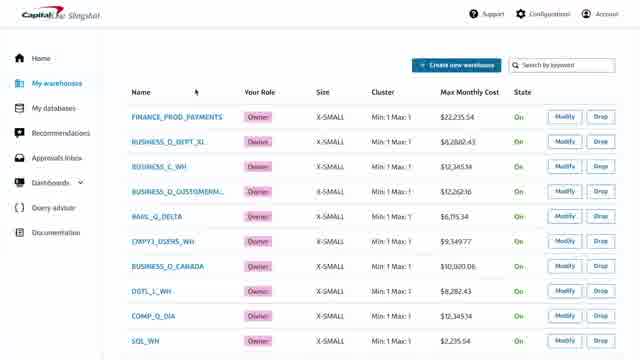 Capital One Slingshot
Support
Configurations
Account
Home
My warehouses
My databases
Recommendations
Approvals Inbox
Dashboards
Query advisor
Documentation
+ Create new warehouse
Search by keyword
Name Your Role Size Cluster Max Monthly Cost State
FINANCE_PROD_PAYMENTS Owner X-SMALL Min: 1 Max: 1 $22,235.54 On Modify Drop
BUSINESS_D_DEPT_XL Owner X-SMALL Min: 1 Max: 1 On Modify Drop
BUSINESS_C_WH Owner X-SMALL Min: 1 Max: 1 $12,345.14 On Modify Drop
Owner X-SMALL Min: 1 Max: 1 $12,262.16 On Modify Drop
Owner X-SMALL Min: 1 Max: 1 $6,115.34 On Modify Drop
CMPY3_USERS_WH Owner X-SMALL Min: 1 Max: 1 $9,349.77 On Modify Drop
BUSINESS_O_CANADA Owner X-SMALL Min: 1 Max: 1 $10,920.06 On Modify Drop
DGTL_L_WH Owner X-SMALL Min: 1 Max: 1 $8,282.43 On Modify Drop
COMP_Q_DIA Owner X-SMALL Min: 1 Max: 1 $12,345.14 On Modify Drop
SQL_WH Owner X-SMALL Min: 1 Max: 1 $2,235.54 On Modify Drop